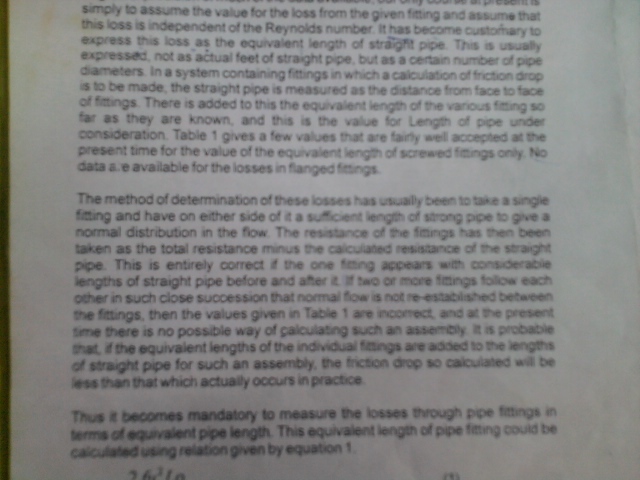 simply to assume the value for the loss from the given fitting and assume that
this loss is independent of the Reynolds number. It has become customary to
express this loss as the equivalent length of straight pipe. This is usually
expressed, not as actual feet of straight pipe, but as a certain number of pipe
diameters. In a system containing fittings in which a calculation of friction drop
is to be made, the straight pipe is measured as the distance from face to face
of fittings. There is added to this the equivalent length of the various fitting so
far as they are known, and this is the value for Length of pipe under
consideration. Table 1 gives a few values that are fairly well accepted at the
present time for the value of the equivalent length of screwed fittings only. No
data are available for the losses in flanged fittings.
The method of determination of these losses has usually been to take a single
fitting and have on either side of it a sufficient length of strong pipe to give a
normal distribution in the flow. The resistance of the fittings has then been
taken as the total resistance minus the calculated resistance of the straight
pipe. This is entirely correct if the one fitting appears with considerable
lengths of straight pipe before and after it. If two or more fittings follow each
other in such close succession that normal flow is not re-established between
the fittings, then the values given in Table 1 are incorrect, and at the present
time there is no possible way of calculating such an assembly. It is probable
that, if the equivalent lengths of the individual fittings are added to the lengths
of straight pipe for such an assembly, the friction drop so calculated will be
less than that which actually occurs in practice.
Thus it becomes mandatory to measure the losses through pipe fittings in
terms of equivalent pipe length. This equivalent length of pipe fitting could be
calculated using relation given by equation 1.